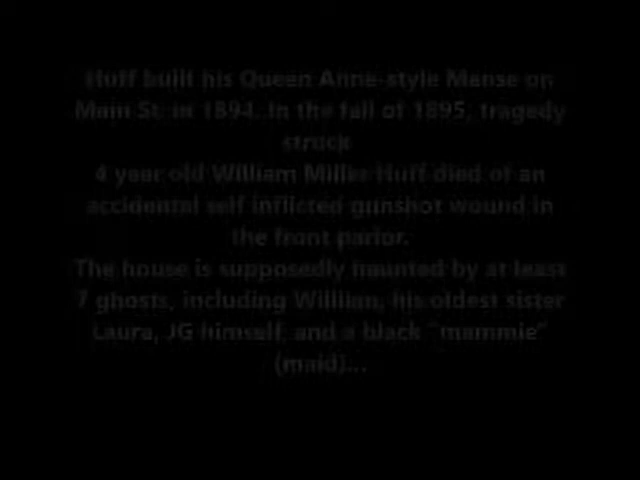 Huff built his Queen Anne-style Manse on
Main St. in 1894. In the fall of 1895, tragedy
struck
4 year old William Miller Huff died of an
accidental self inflicted gunshot wound in
the front parlor.
The house is supposedly haunted by at least
7 ghosts, including William, his oldest sister
Laura, JG himself, and a black "mammie"
(maid)...